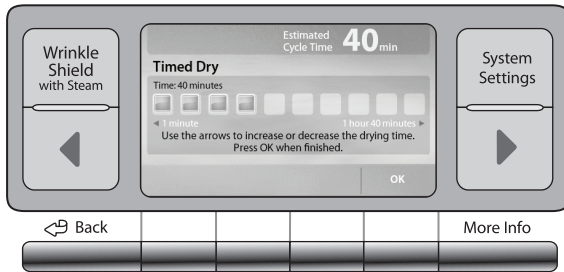 Wrinkle
Shield
with Steam
Estimated
Cycle Time 40 min
Timed Dry
Time: 40 minutes
1 minute 1 hour 40 minutes
Use the arrows to increase or decrease the drying time.
Press OK when finished.
OK
System
Settings
Back
More Info